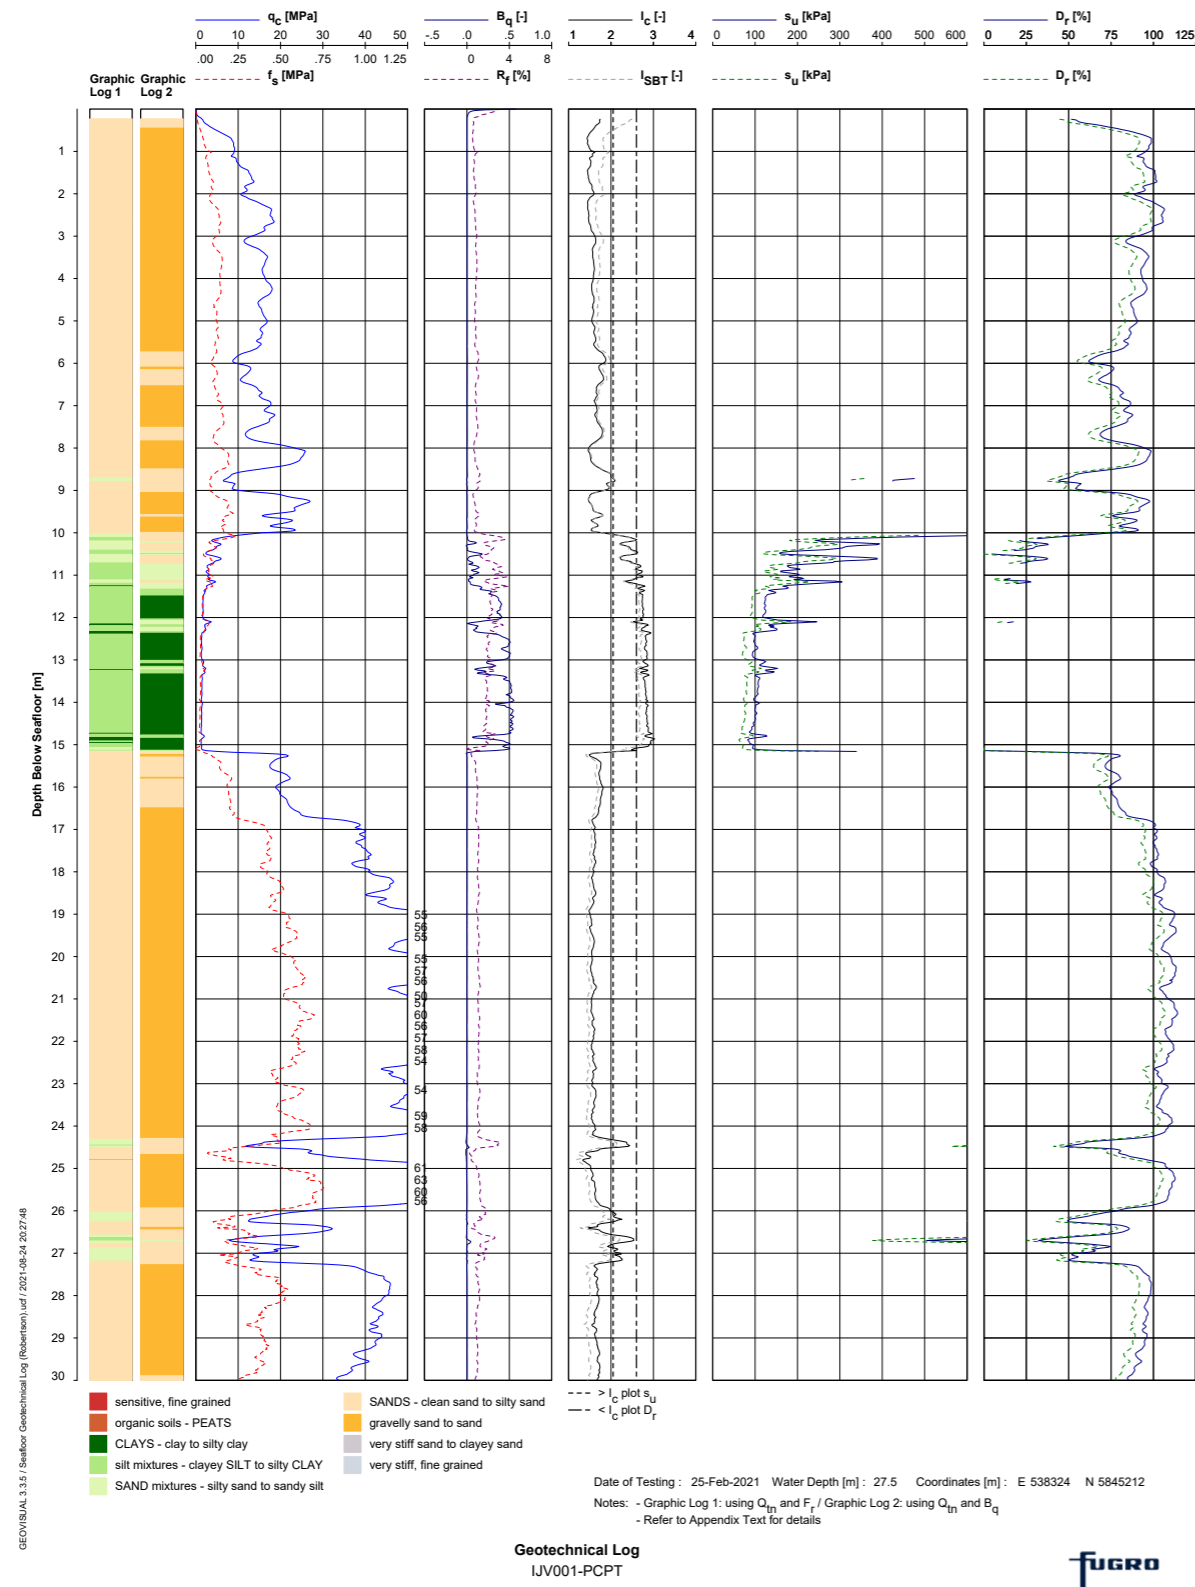 qc [MPa] Bq [-] Ic [-] su [kPa] Dr [%]
0 10 20 30 40 50 -.5 .0 .5 1.0 1 2 3 4 0 200 400 600 0 25 50 75 100 125
.00 .25 .50 .75 1.00 1.25 0 2 4 6 8
fs [MPa] Rf [%] ISBT [-] su [kPa] Dr [%]
Graphic Log 1
Graphic Log 2
Depth Below Seafloor [m]
1
2
3
4
5
6
7
8
9
10
11
12
13
14
15
16
17
18
19
20
21
22
23
24
25
26
27
28
29
30
55
56
55
55
57
56
50
57
60
56
57
58
54
54
59
58
61
63
60
56
sensitive, fine grained
organic soils - PEATS
CLAYS - clay to silty clay
silt mixtures - clayey SILT to silty CLAY
SAND mixtures - silty sand to sandy silt
SANDS - clean sand to silty sand
gravelly sand to sand
very stiff sand to clayey sand
very stiff, fine grained
> Ic plot su
< Ic plot Dr
Date of Testing : 25-Feb-2021 Water Depth [m] : 27.5 Coordinates [m] : E 538324 N 5845212
Notes: - Graphic Log 1: using Qtn and Fr / Graphic Log 2: using Qtn and Bq
- Refer to Appendix Text for details
Geotechnical Log
IJV001-PCPT
FUGRO
GEOVISUAL 3.3.5 / Seafloor Geotechnical Log (Robertson).ucf / 2021-08-24 20:27:48